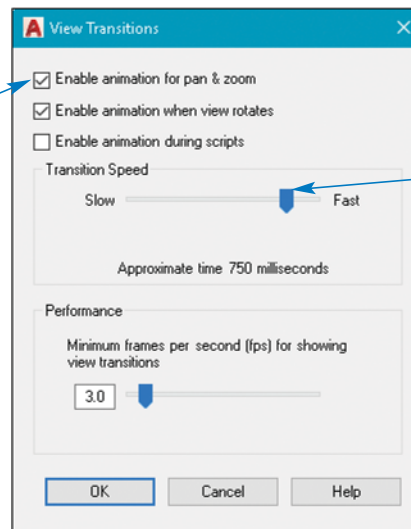 A View Transitions
Enable animation for pan & zoom
Enable animation when view rotates
Enable animation during scripts
Transition Speed
Slow Fast
Approximate time 750 milliseconds
Performance
Minimum frames per second (fps) for showing
view transitions
3.0
OK Cancel Help